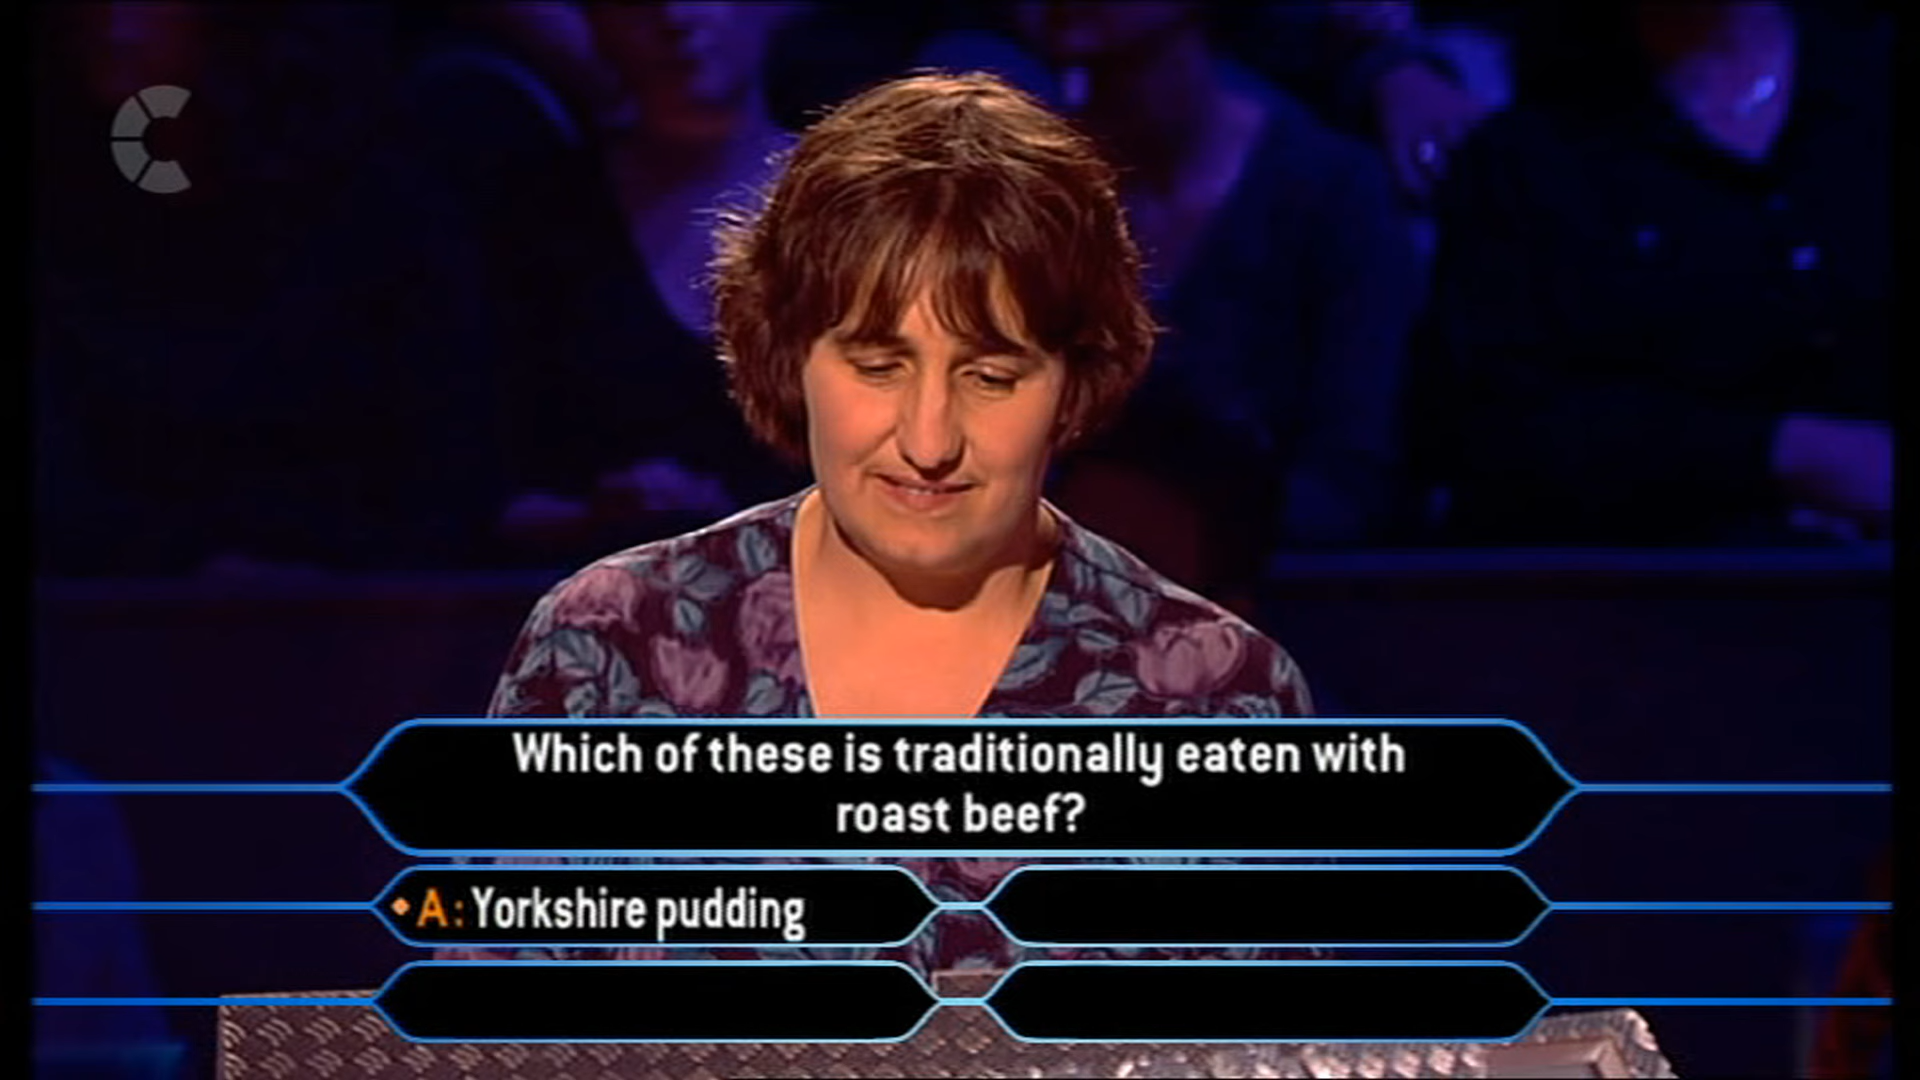 Which of these is traditionally eaten with
roast beef?
A: Yorkshire pudding